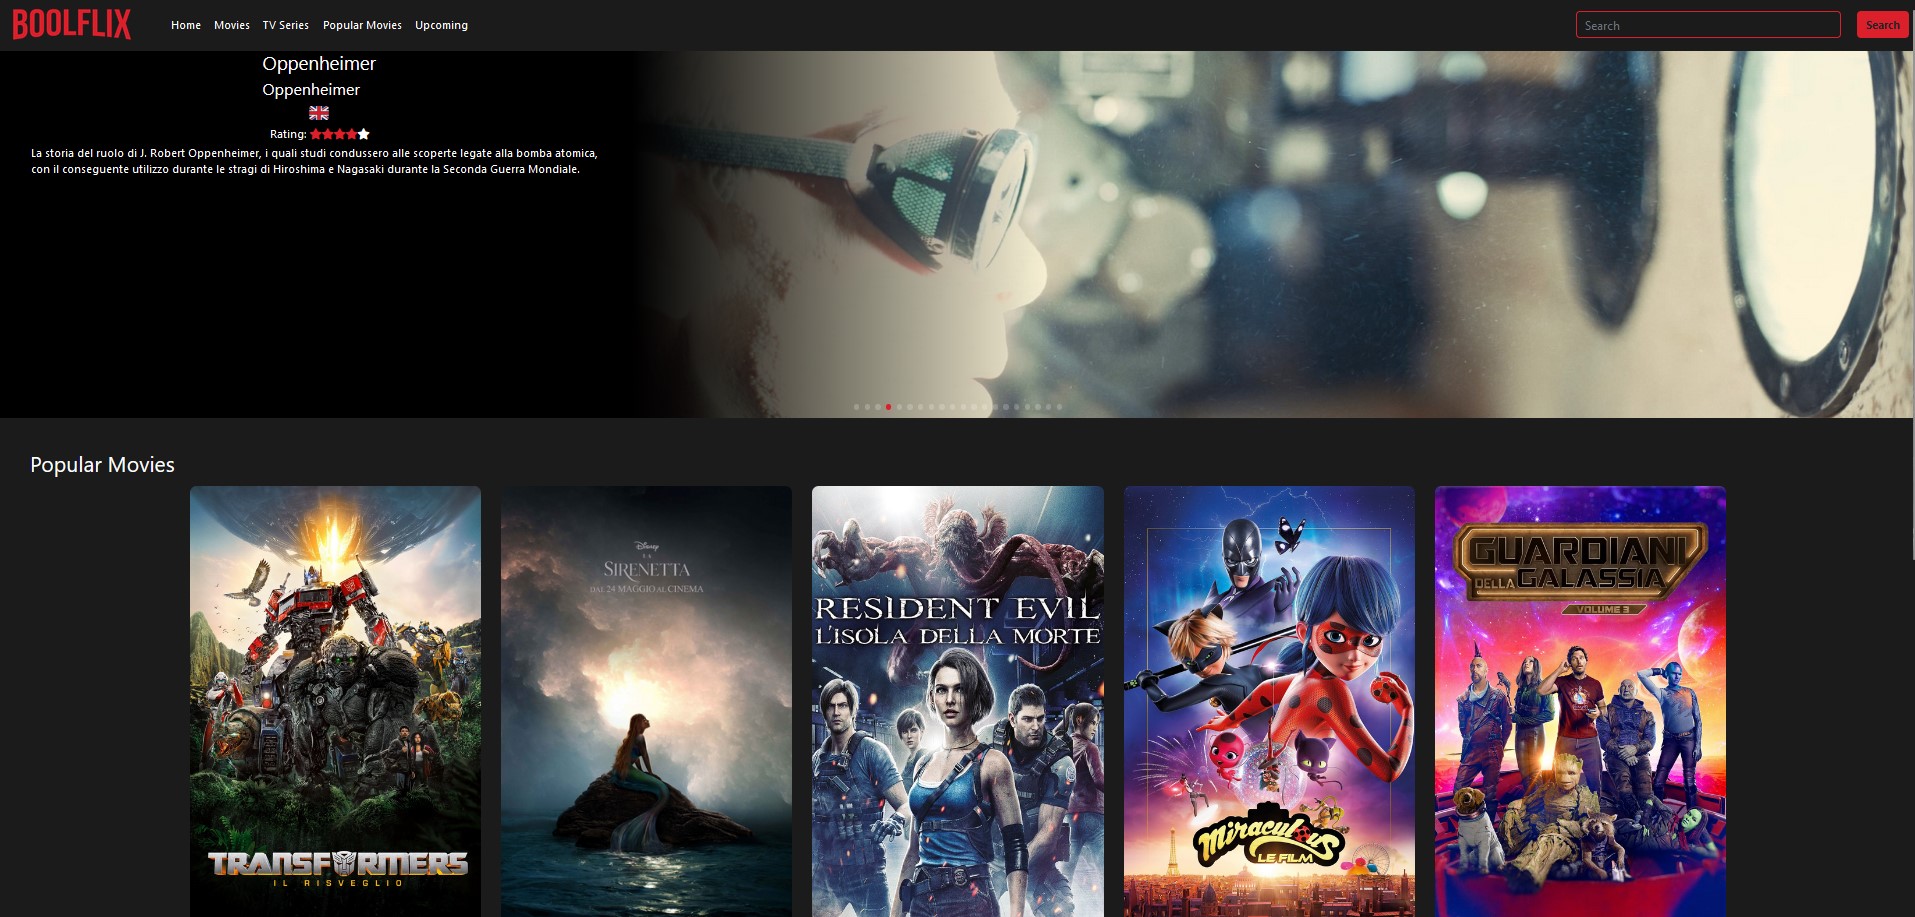 BOOLFLIX
Home Movies TV Series Popular Movies Upcoming
Search
Search
Oppenheimer
Oppenheimer
Rating:
La storia del ruolo di J. Robert Oppenheimer, i quali studi condussero alle scoperte legate alla bomba atomica,
con il conseguente utilizzo durante le stragi di Hiroshima e Nagasaki durante la Seconda Guerra Mondiale.
Popular Movies
TRANSFORMERS
IL RISVEGLIO
Disney
LA
SIRENETTA
DAL 24 MAGGIO AL CINEMA
RESIDENT EVIL
L'ISOLA DELLA MORTE
Miraculous
LE FILM
GUARDIANI
DELLA GALASSIA
VOLUME 3